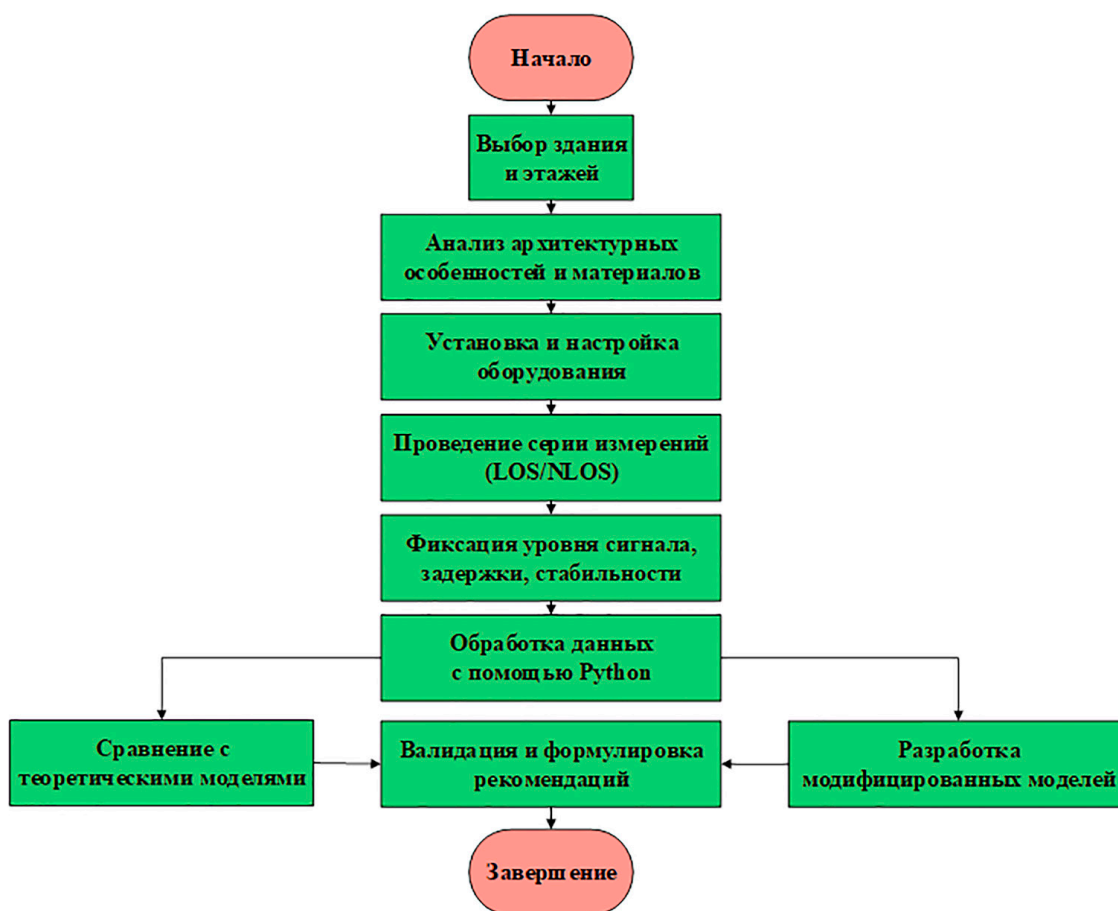 Начало
Выбор здания
и этажей
Анализ архитектурных
особенностей и материалов
Установка и настройка
оборудования
Проведение серии измерений
(LOS/NLOS)
Фиксация уровня сигнала,
задержки, стабильности
Обработка данных
с помощью Python
Сравнение с
теоретическими моделями
Валидация и формулировка
рекомендаций
Разработка
модифицированных моделей
Завершение